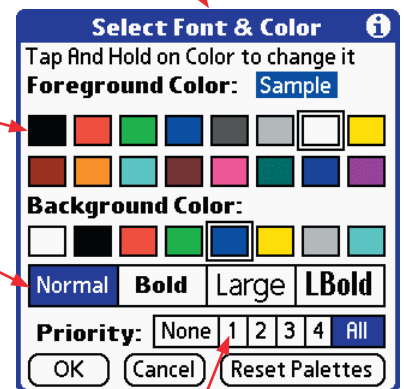 Select Font & Color i
Tap And Hold on Color to change it
Foreground Color: Sample
Background Color:
Normal Bold Large LBold
Priority: None 1 2 3 4 All
OK Cancel Reset Palettes